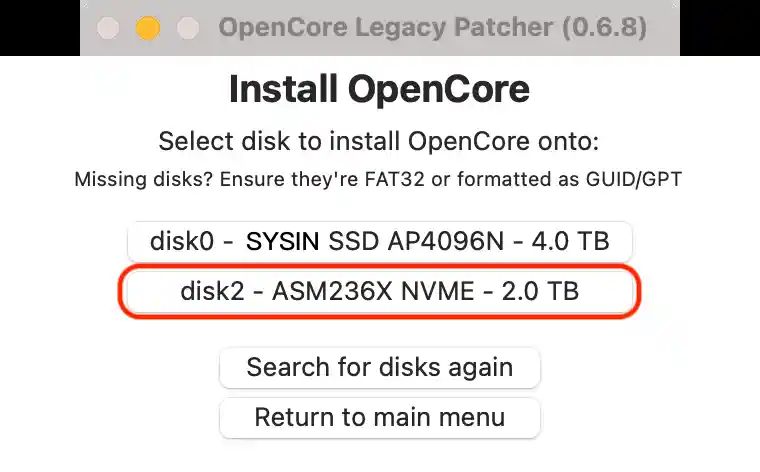 OpenCore Legacy Patcher (0.6.8)
Install OpenCore
Select disk to install OpenCore onto:
Missing disks? Ensure they're FAT32 or formatted as GUID/GPT
disk0 - SYSIN SSD AP4096N - 4.0 TB
disk2 - ASM236X NVME - 2.0 TB
Search for disks again
Return to main menu